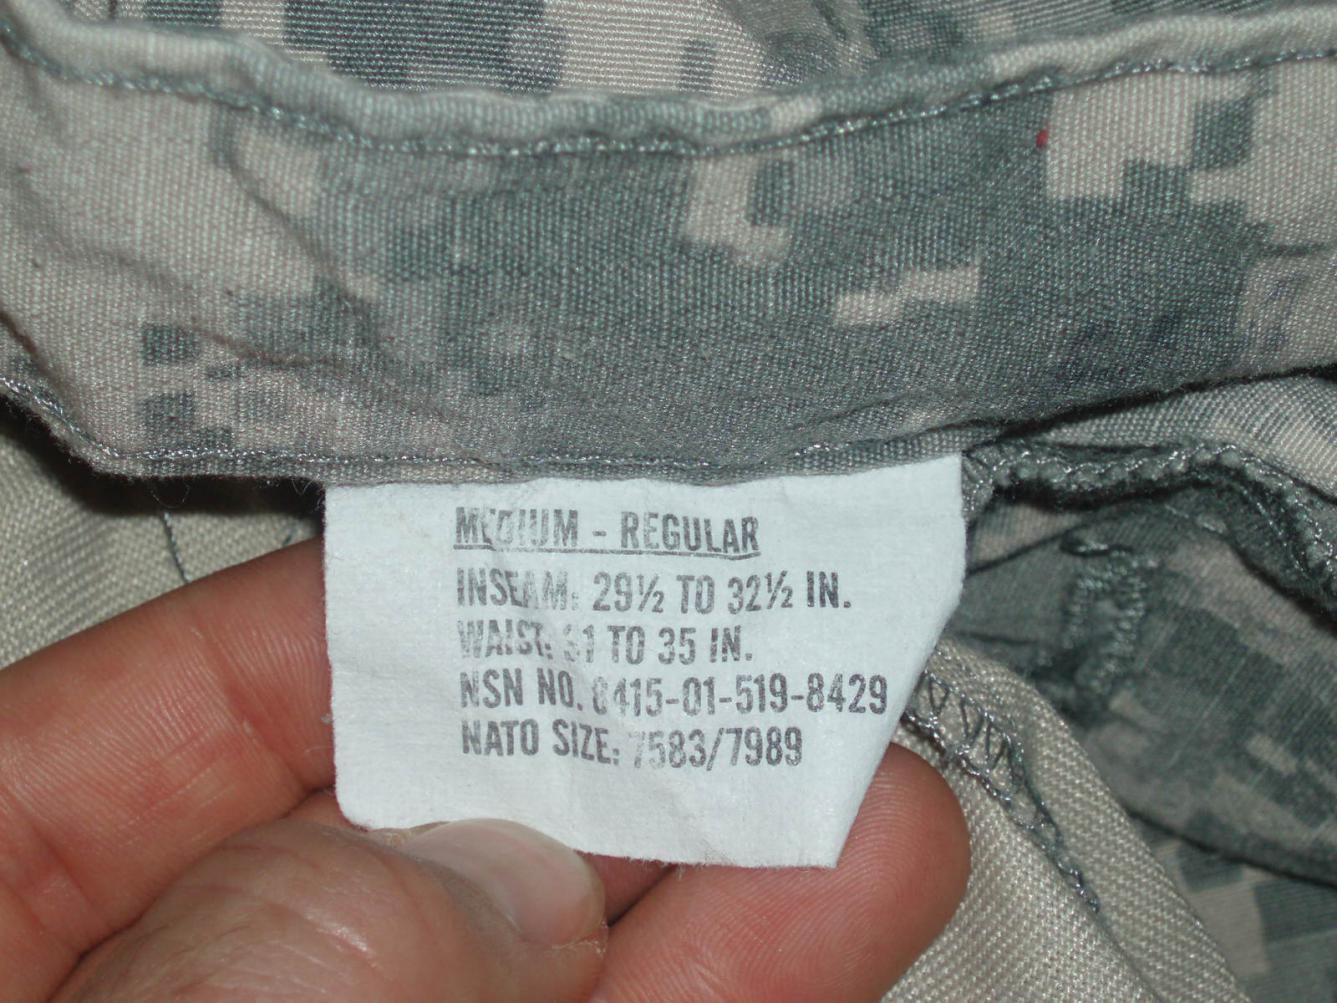 MEDIUM - REGULAR
INSEAM: 29½ TO 32½ IN.
WAIST: 31 TO 35 IN.
NSN NO. 8415-01-519-8429
NATO SIZE: 7583/7989